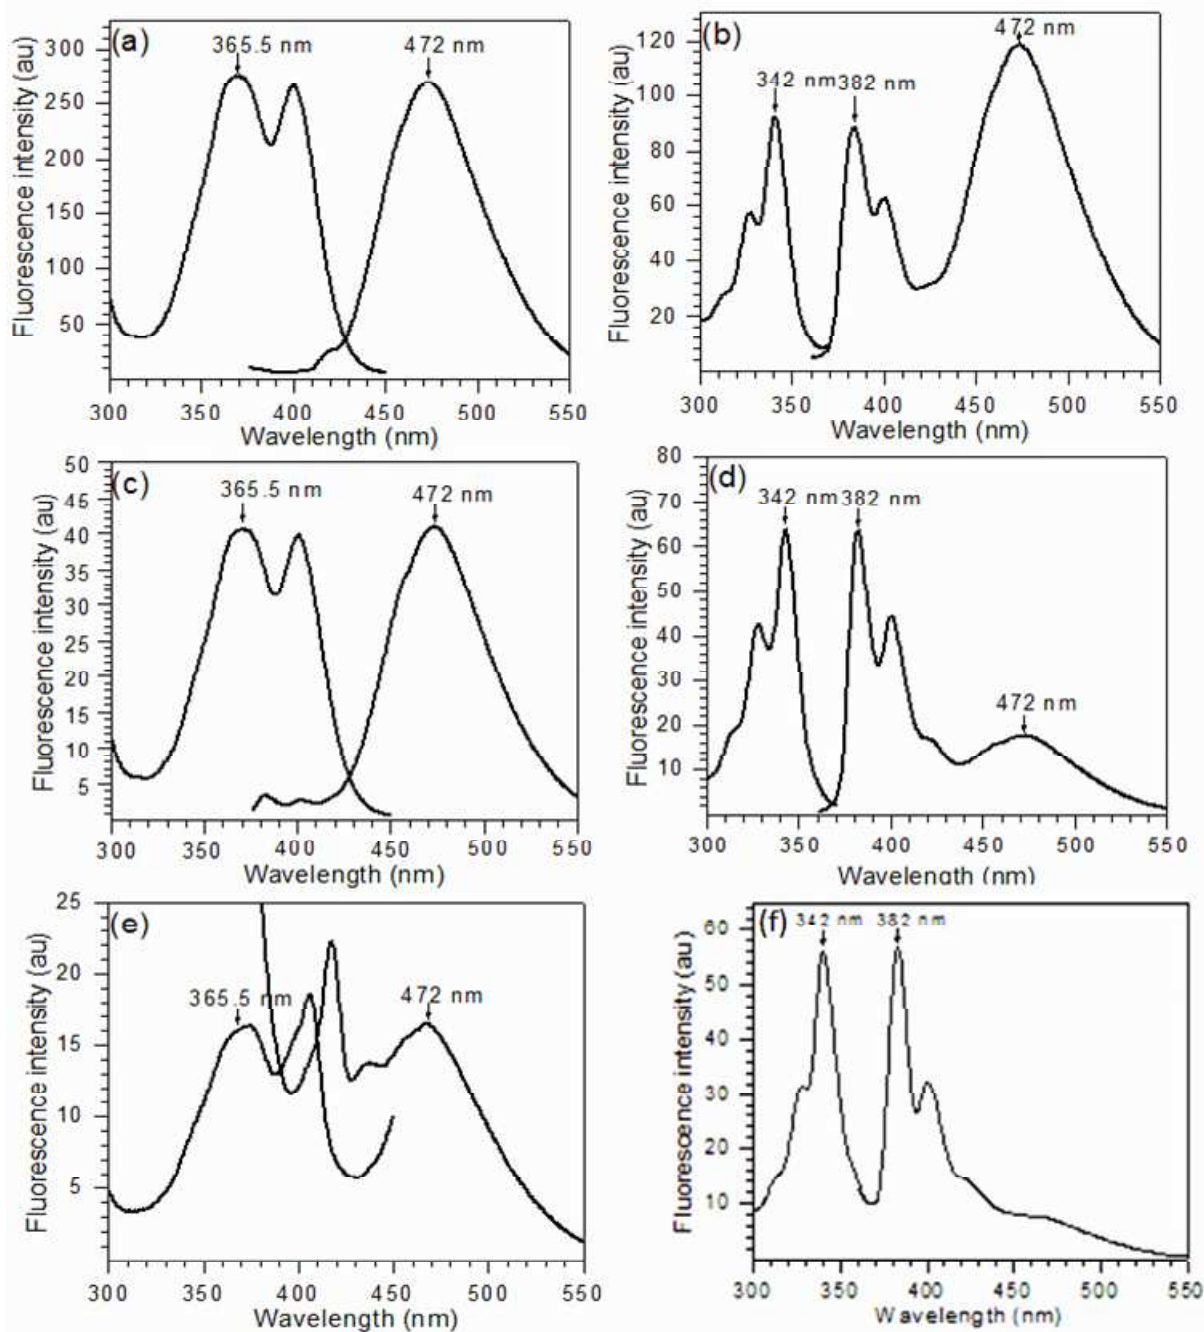 (a)
365.5 nm
472 nm
Fluorescence intensity (au)
300
250
200
150
100
50
300 350 400 450 500 550
Wavelength (nm)
(b)
342 nm
382 nm
472 nm
Fluorescence intensity (au)
120
100
80
60
40
20
300 350 400 450 500 550
Wavelength (nm)
(c)
365.5 nm
472 nm
Fluorescence intensity (au)
50
45
40
35
30
25
20
15
10
5
300 350 400 450 500 550
Wavelength (nm)
(d)
342 nm
382 nm
472 nm
Fluorescence intensity (au)
80
70
60
50
40
30
20
10
300 350 400 450 500 550
Wavelength (nm)
(e)
365.5 nm
472 nm
Fluorescence intensity (au)
25
20
15
10
5
300 350 400 450 500 550
Wavelength (nm)
(f)
342 nm
382 nm
Fluorescence intensity (au)
60
50
40
30
20
10
300 350 400 450 500 550
Wavelength (nm)